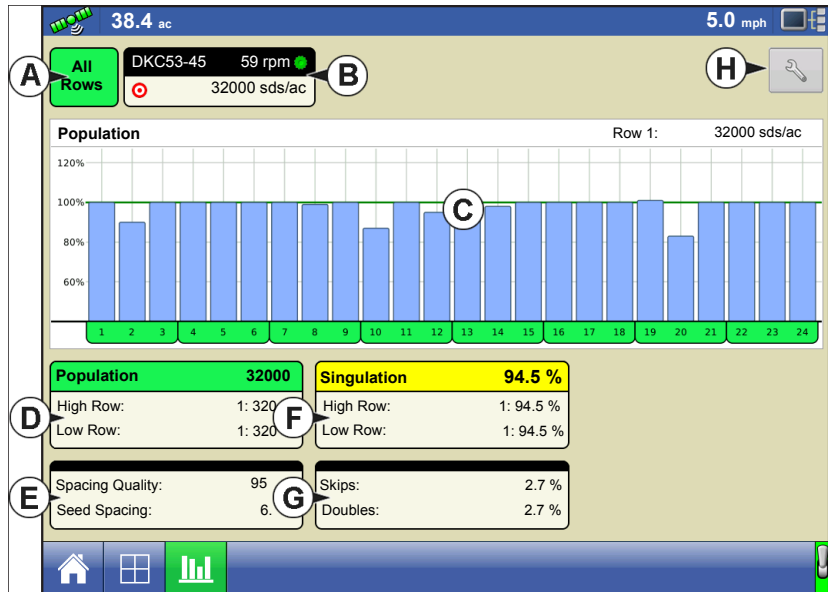 38.4 ac
5.0 mph
A
All Rows
DKC53-45 59 rpm
32000 sds/ac
B
H
Population
Row 1: 32000 sds/ac
120%
100%
80%
60%
C
1 2 3 4 5 6 7 8 9 10 11 12 13 14 15 16 17 18 19 20 21 22 23 24
Population 32000
High Row: 1: 320
Low Row: 1: 320
D
Singulation 94.5 %
High Row: 1: 94.5 %
Low Row: 1: 94.5 %
F
Spacing Quality: 95
Seed Spacing: 6.
E
Skips: 2.7 %
Doubles: 2.7 %
G